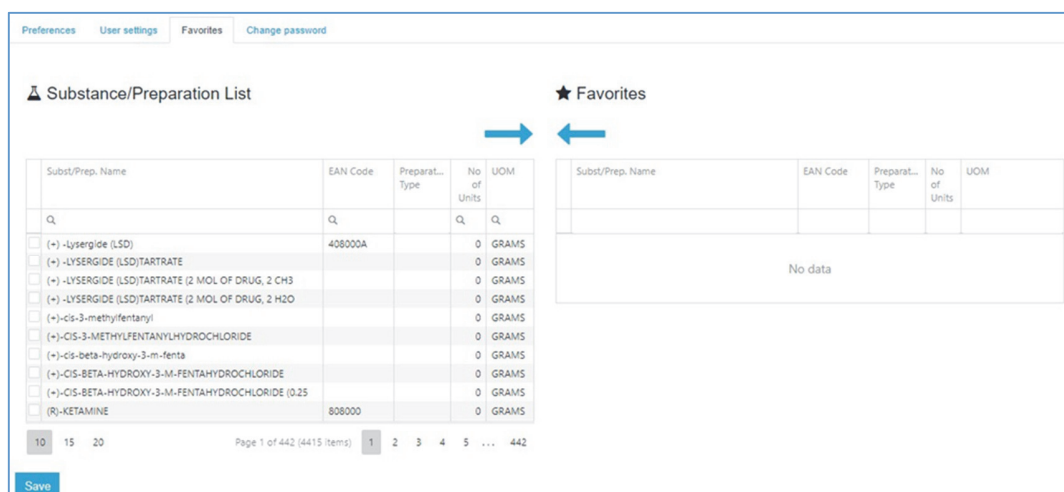 Preferences User settings Favorites Change password
Substance/Preparation List
Favorites
Subst/Prep. Name EAN Code Preparat... Type No of Units UOM
Subst/Prep. Name EAN Code Preparat... Type No of Units UOM
(+) -Lysergide (LSD) 408000A 0 GRAMS
(+) -LYSERGIDE (LSD)TARTRATE 0 GRAMS
(+) -LYSERGIDE (LSD)TARTRATE (2 MOL OF DRUG, 2 CH3 0 GRAMS
(+) -LYSERGIDE (LSD)TARTRATE (2 MOL OF DRUG, 2 H2O 0 GRAMS
(+)-cis-3-methylfentanyl 0 GRAMS
(+)-CIS-3-METHYLFENTANYLHYDROCHLORIDE 0 GRAMS
(+)-cis-beta-hydroxy-3-m-fenta 0 GRAMS
(+)-CIS-BETA-HYDROXY-3-M-FENTAHYDROCHLORIDE 0 GRAMS
(+)-CIS-BETA-HYDROXY-3-M-FENTAHYDROCHLORIDE (0.25 0 GRAMS
(R)-KETAMINE 808000 0 GRAMS
No data
10 15 20 Page 1 of 442 (4415 items) 1 2 3 4 5 ... 442
Save